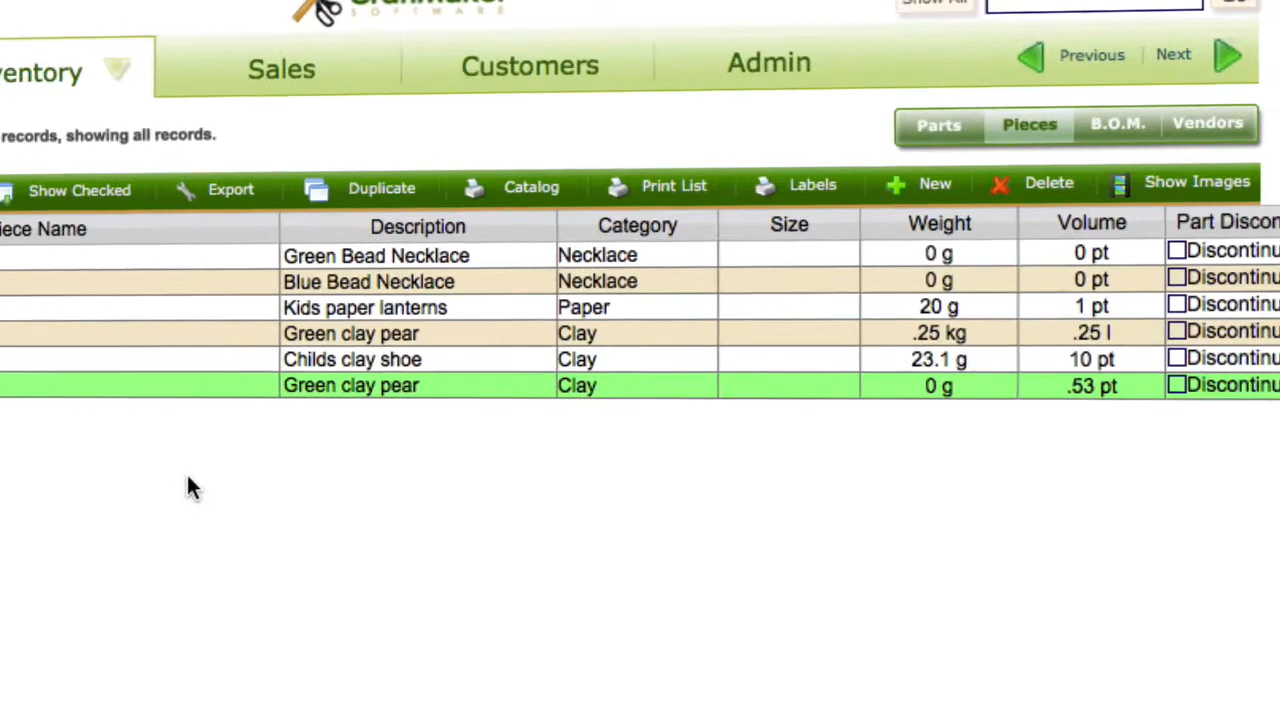 SOFTWARE
Show All
ventory Sales Customers Admin Previous Next
records, showing all records.
Parts Pieces B.O.M. Vendors
Show Checked Export Duplicate Catalog Print List Labels New Delete Show Images
iece Name Description Category Size Weight Volume Part Discon
Green Bead Necklace Necklace 0 g 0 pt Discontinu
Blue Bead Necklace Necklace 0 g 0 pt Discontinu
Kids paper lanterns Paper 20 g 1 pt Discontinu
Green clay pear Clay .25 kg .25 l Discontinu
Childs clay shoe Clay 23.1 g 10 pt Discontinu
Green clay pear Clay 0 g .53 pt Discontinu